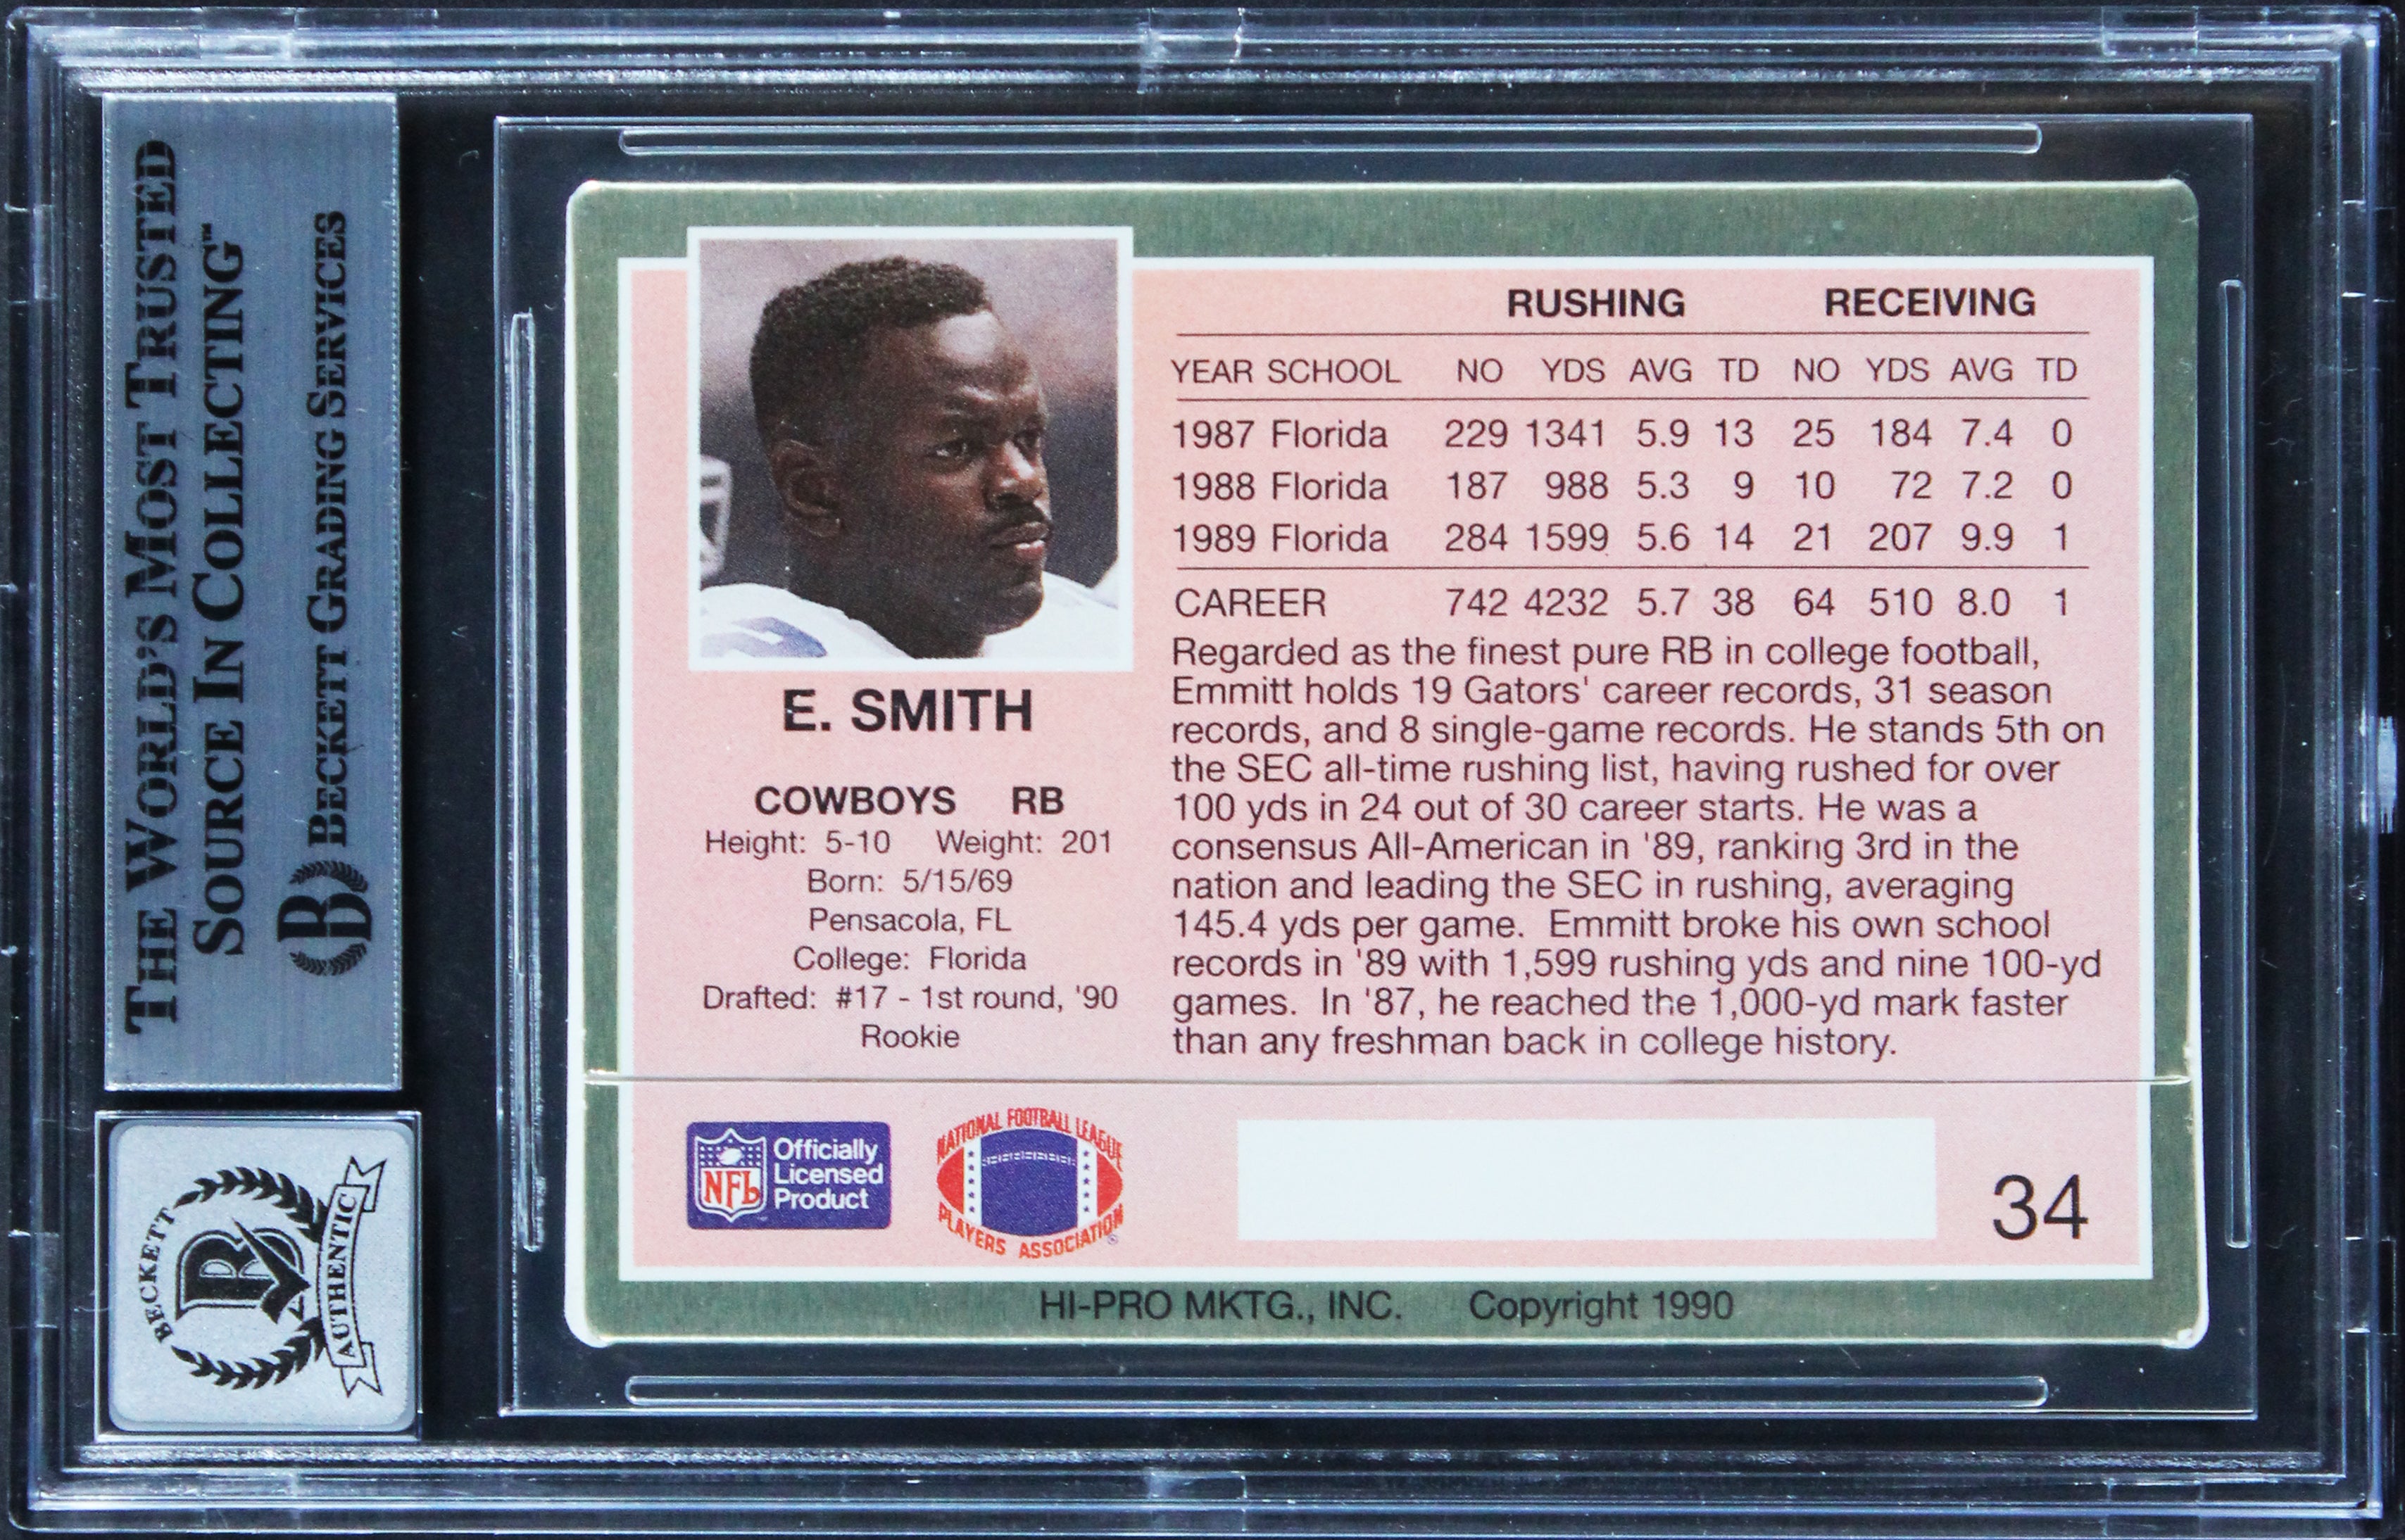 THE WORLD'S MOST TRUSTED
SOURCE IN COLLECTING™
BECKETT GRADING SERVICES
BECKETT
B
AUTHENTIC
RUSHING RECEIVING
YEAR SCHOOL NO YDS AVG TD NO YDS AVG TD
1987 Florida 229 1341 5.9 13 25 184 7.4 0
1988 Florida 187 988 5.3 9 10 72 7.2 0
1989 Florida 284 1599 5.6 14 21 207 9.9 1
CAREER 742 4232 5.7 38 64 510 8.0 1
Regarded as the finest pure RB in college football,
Emmitt holds 19 Gators' career records, 31 season
records, and 8 single-game records. He stands 5th on
the SEC all-time rushing list, having rushed for over
100 yds in 24 out of 30 career starts. He was a
consensus All-American in '89, ranking 3rd in the
nation and leading the SEC in rushing, averaging
145.4 yds per game. Emmitt broke his own school
records in '89 with 1,599 rushing yds and nine 100-yd
games. In '87, he reached the 1,000-yd mark faster
than any freshman back in college history.
E. SMITH
COWBOYS RB
Height: 5-10 Weight: 201
Born: 5/15/69
Pensacola, FL
College: Florida
Drafted: #17 - 1st round, '90
Rookie
NFL
Officially
Licensed
Product
NATIONAL FOOTBALL LEAGUE
PLAYERS ASSOCIATION®
34
HI-PRO MKTG., INC. Copyright 1990